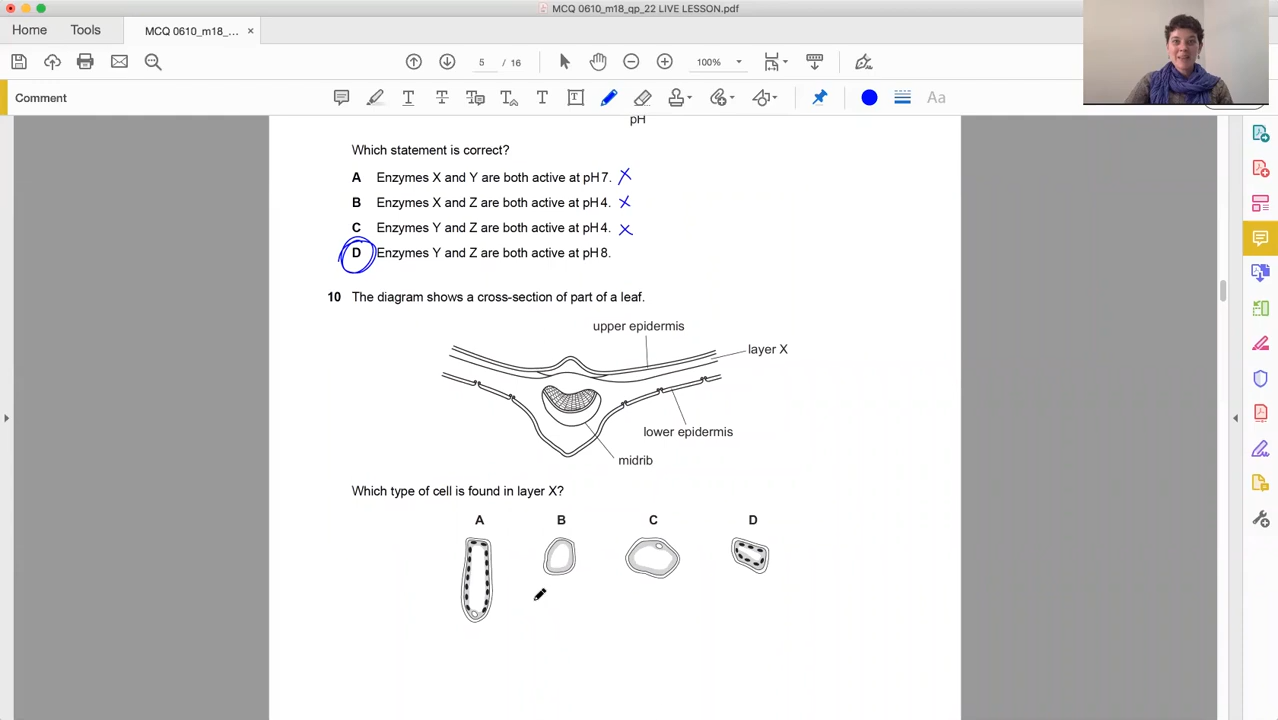 MCQ 0610_m18_qp_22 LIVE LESSON.pdf
Home Tools MCQ 0610_m18_... ×
5 / 16 100%
Comment Aa
pH
Which statement is correct?
A Enzymes X and Y are both active at pH 7. X
B Enzymes X and Z are both active at pH 4. X
C Enzymes Y and Z are both active at pH 4. X
D Enzymes Y and Z are both active at pH 8.
10 The diagram shows a cross-section of part of a leaf.
upper epidermis
layer X
lower epidermis
midrib
Which type of cell is found in layer X?
A B C D